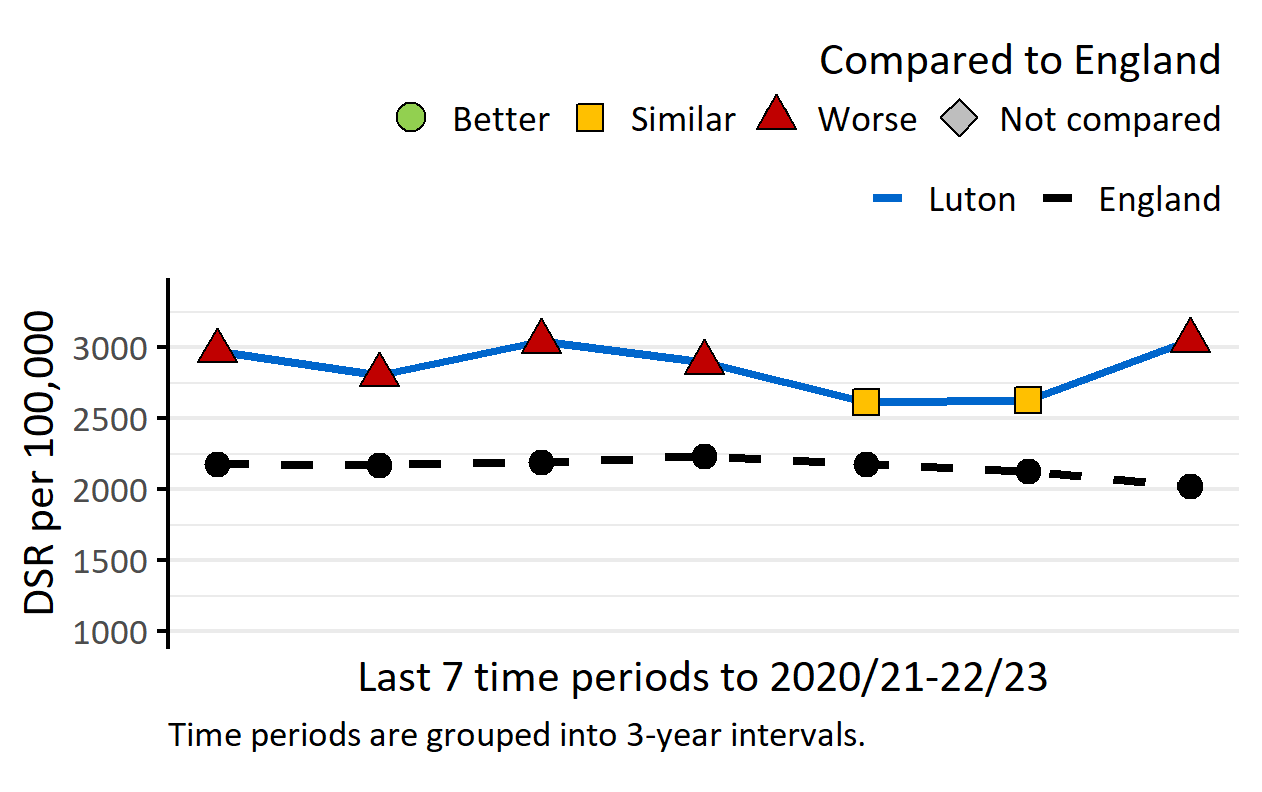 Compared to England
Better Similar Worse Not compared
Luton England
DSR per 100,000
3000
2500
2000
1500
1000
Last 7 time periods to 2020/21-22/23
Time periods are grouped into 3-year intervals.